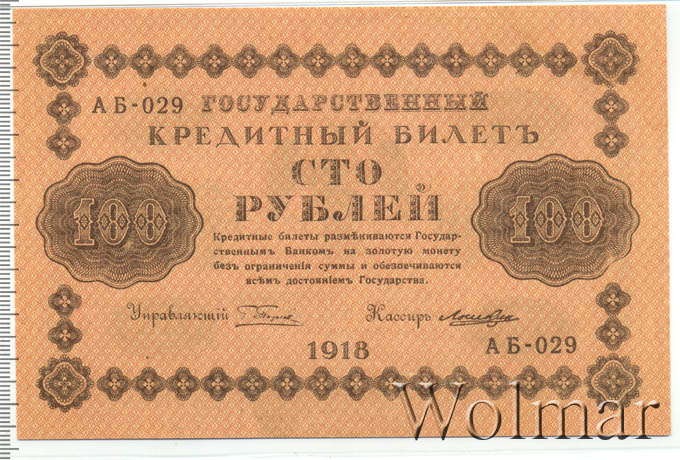 АБ-029 ГОСУДАРСТВЕННЫЙ
КРЕДИТНЫЙ БИЛЕТЪ
СТО
РУБЛЕЙ
100 100
Кредитные билеты размѣниваются Государ-
ственнымъ Банкомъ на золотую монету
безъ ограниченія суммы и обезпечиваются
всѣмъ достояніемъ Государства.
Управляющій Кассиръ
1918
АБ-029
Wolmar